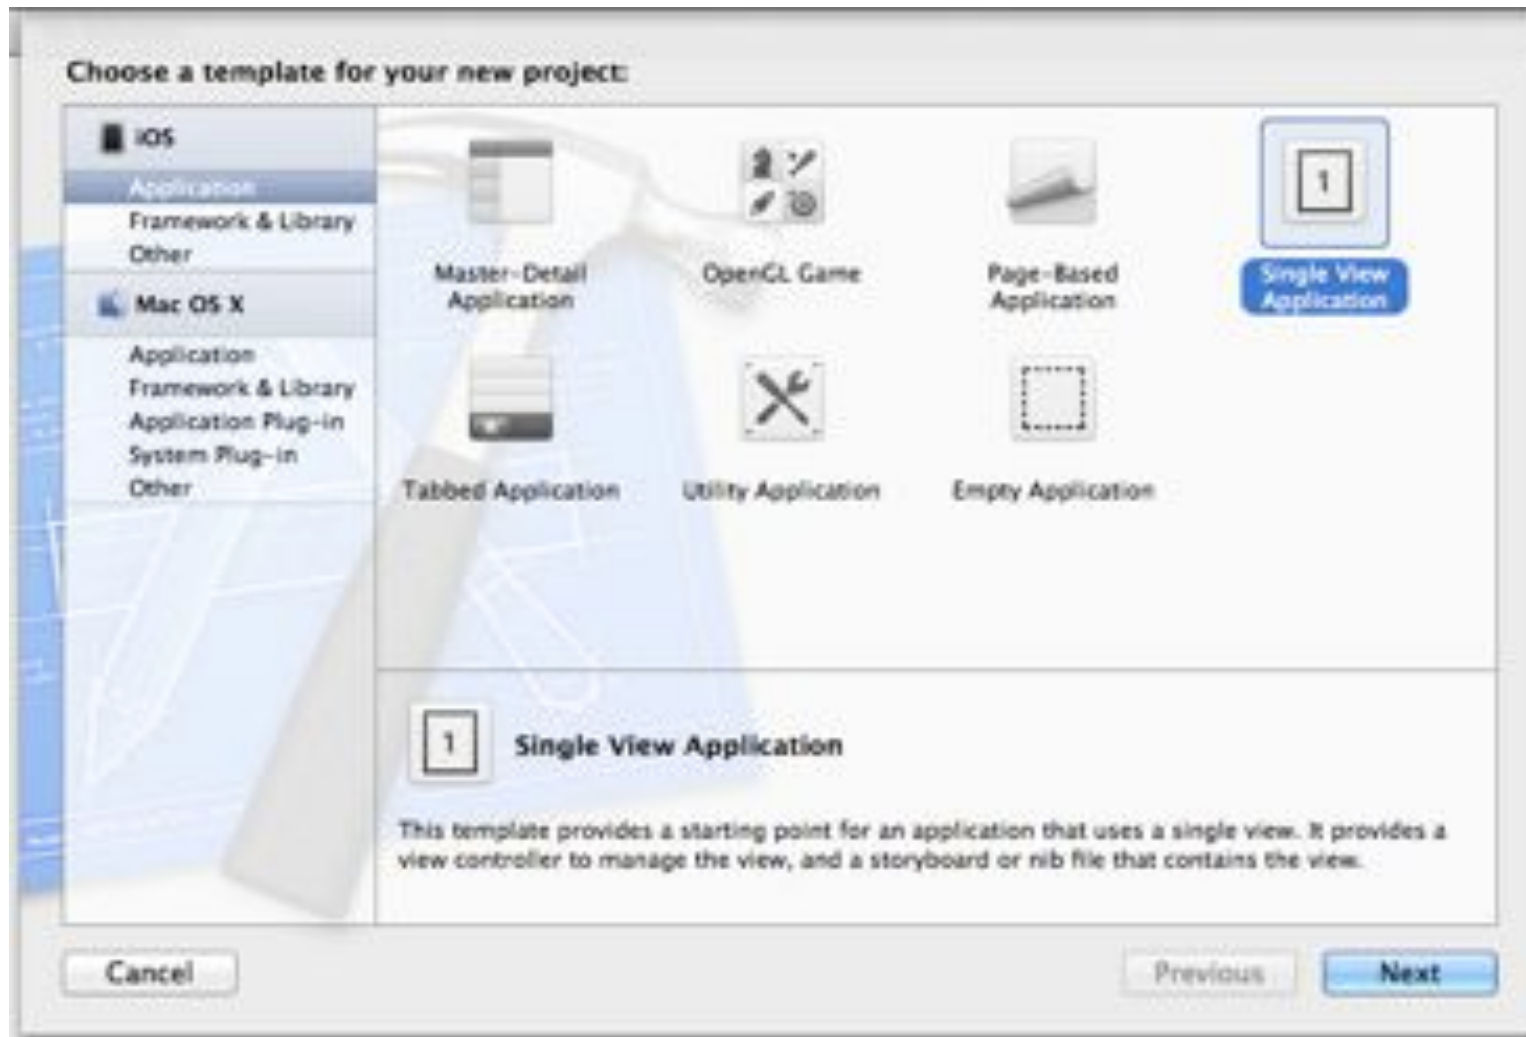 Choose a template for your new project:
iOS
Application
Framework & Library
Other
Mac OS X
Application
Framework & Library
Application Plug-in
System Plug-in
Other
Master-Detail
Application
OpenGL Game
Page-Based
Application
1
Single View
Application
Tabbed Application
Utility Application
Empty Application
1
Single View Application
This template provides a starting point for an application that uses a single view. It provides a
view controller to manage the view, and a storyboard or nib file that contains the view.
Cancel
Previous
Next